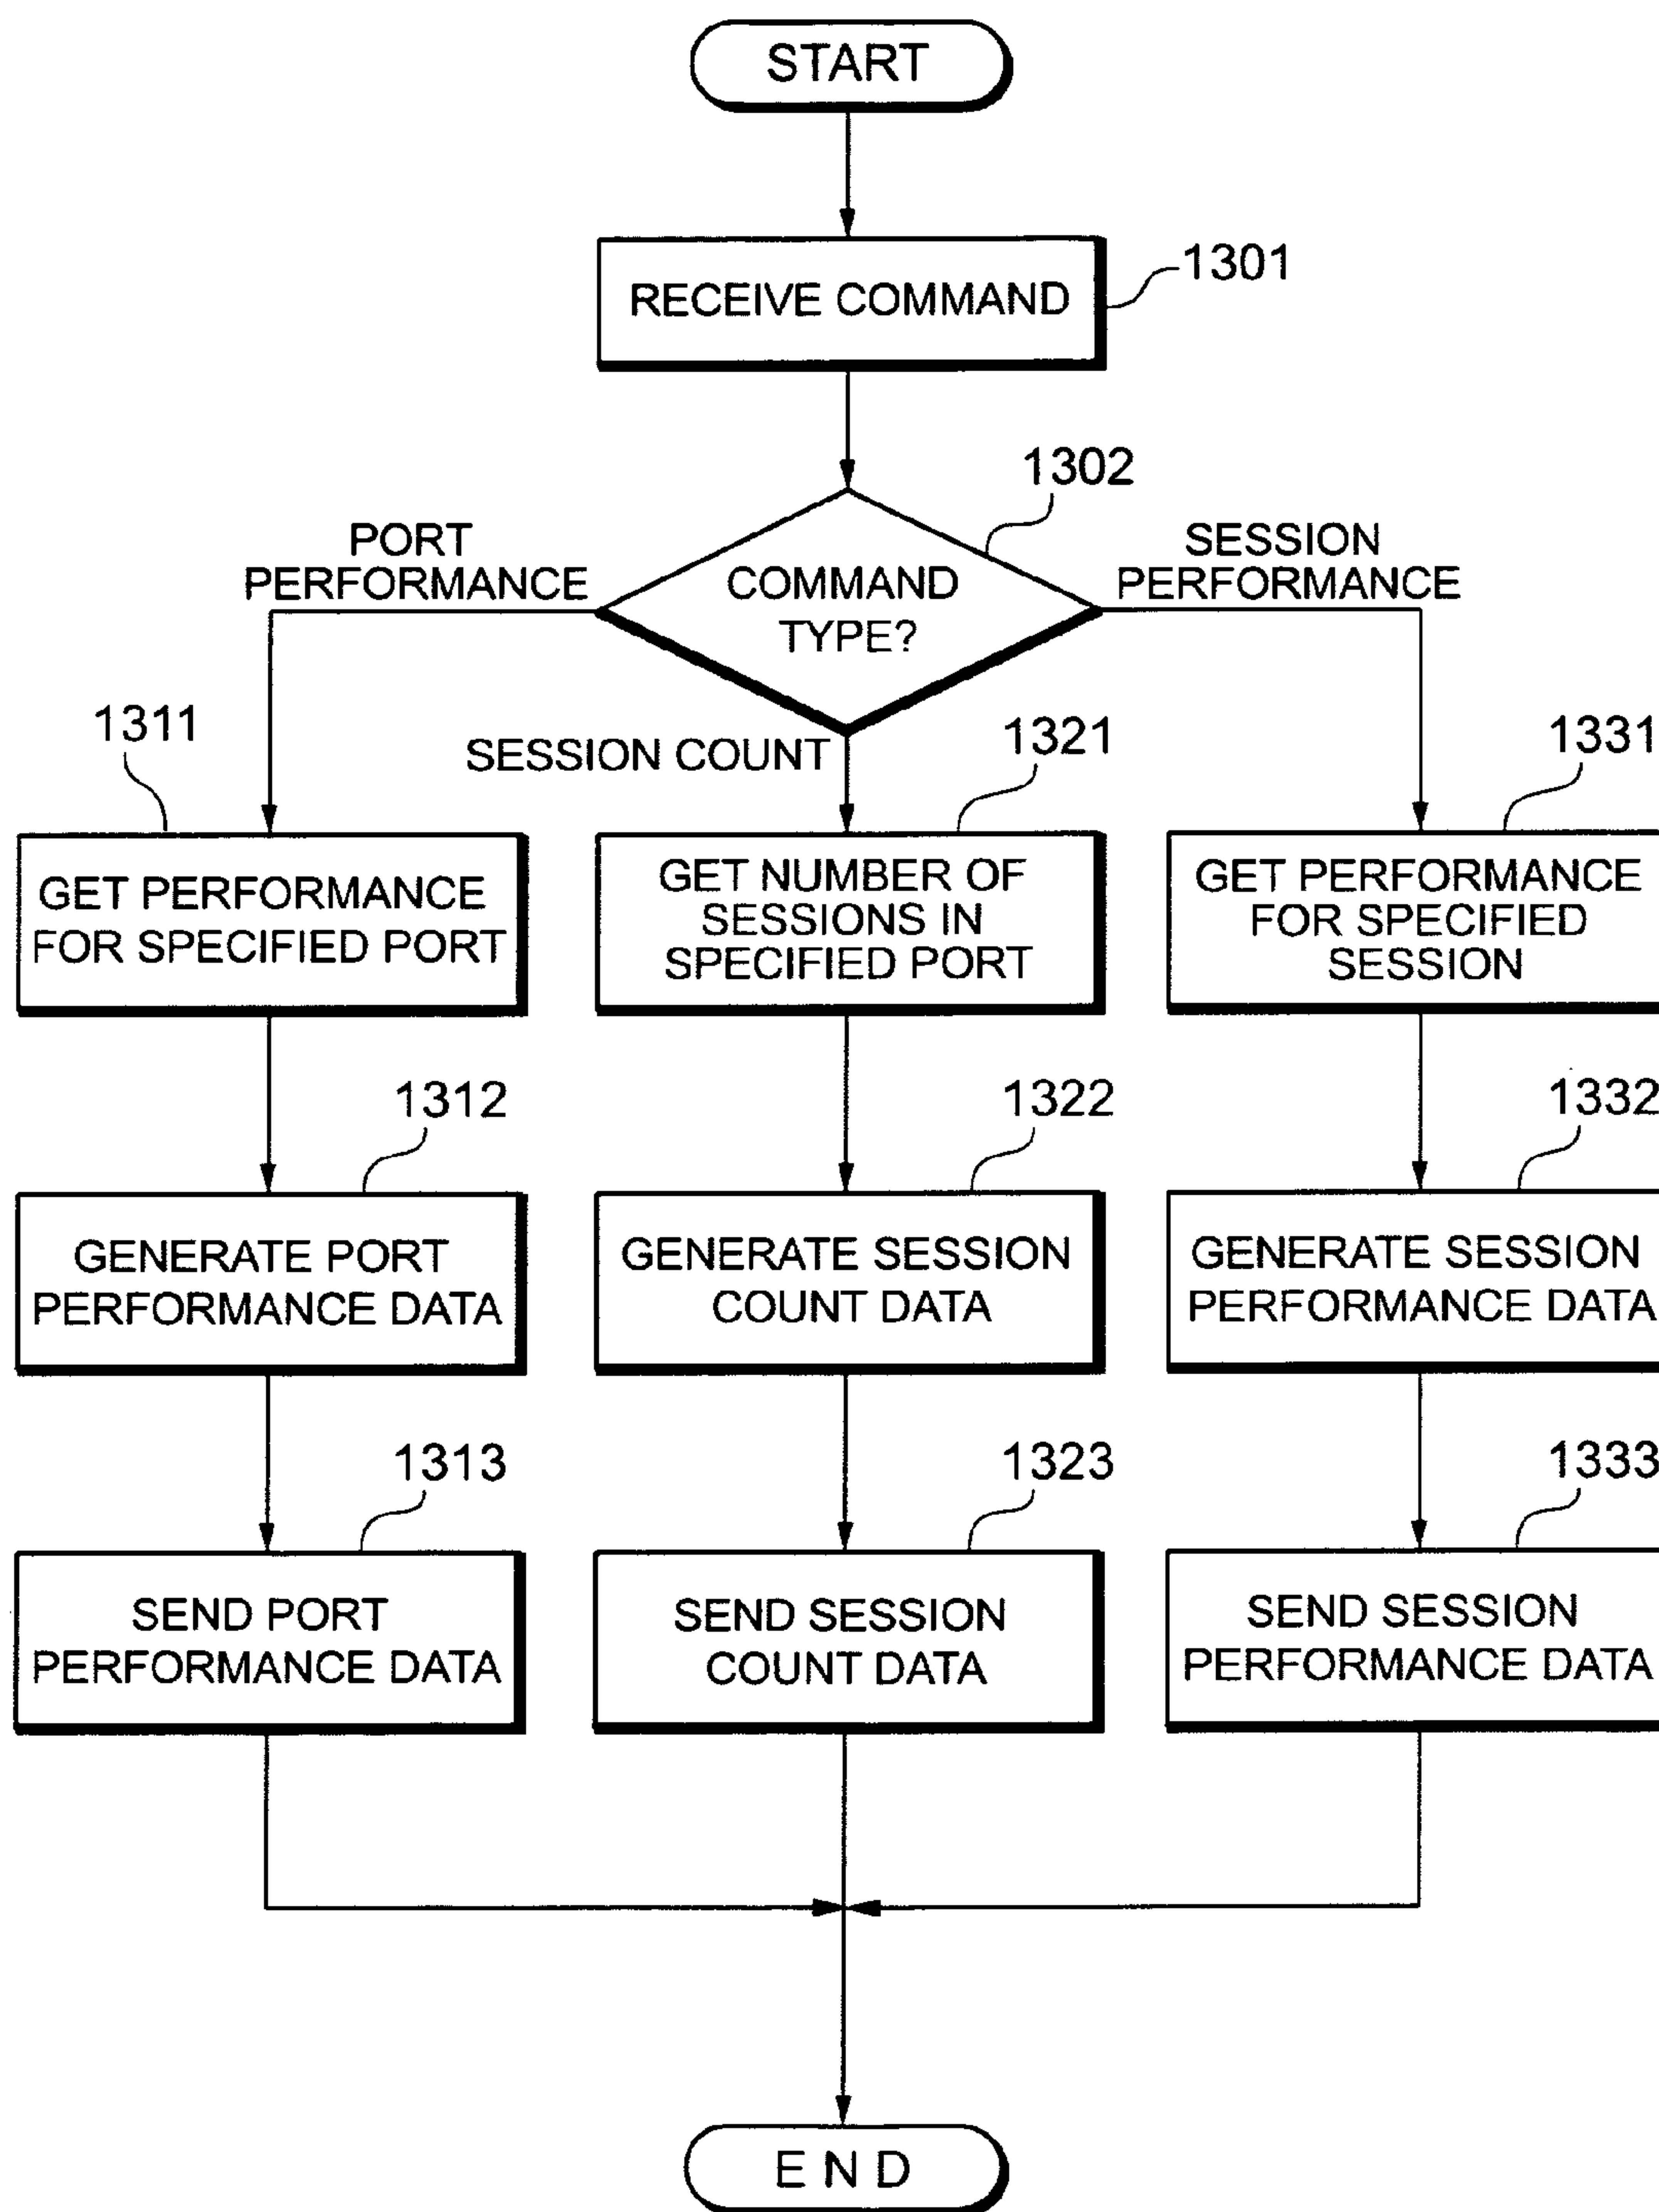 START
RECEIVE COMMAND
1301
1302
COMMAND
TYPE?
PORT
PERFORMANCE
SESSION COUNT
SESSION
PERFORMANCE
1311
GET PERFORMANCE
FOR SPECIFIED PORT
1321
GET NUMBER OF
SESSIONS IN
SPECIFIED PORT
1331
GET PERFORMANCE
FOR SPECIFIED
SESSION
1312
GENERATE PORT
PERFORMANCE DATA
1322
GENERATE SESSION
COUNT DATA
1332
GENERATE SESSION
PERFORMANCE DATA
1313
SEND PORT
PERFORMANCE DATA
1323
SEND SESSION
COUNT DATA
1333
SEND SESSION
PERFORMANCE DATA
END